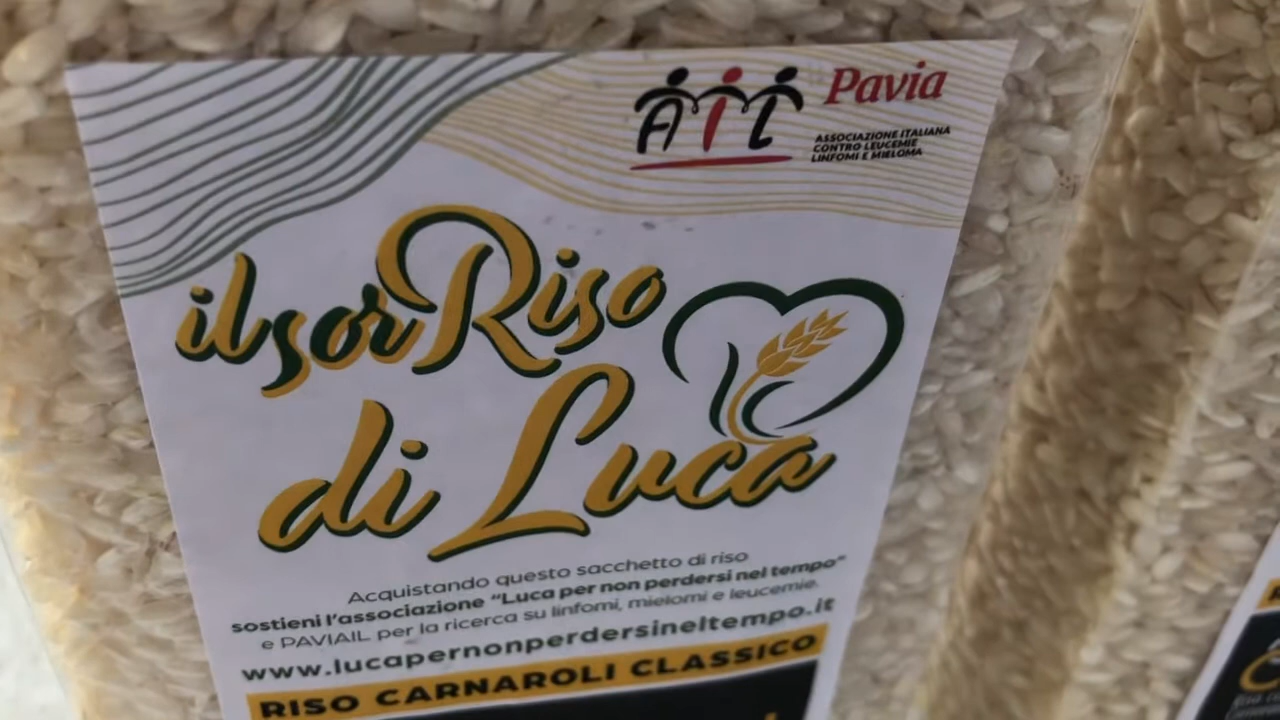 AIL Pavia
ASSOCIAZIONE ITALIANA
CONTRO LEUCEMIE
LINFOMI E MIELOMA
il sorRiso
di Luca
Acquistando questo sacchetto di riso
sostieni l'associazione "Luca per non perdersi nel tempo"
e PAVIAIL per la ricerca su linfomi, mielomi e leucemie.
www.lucapernonperdersineltempo.it
RISO CARNAROLI CLASSICO